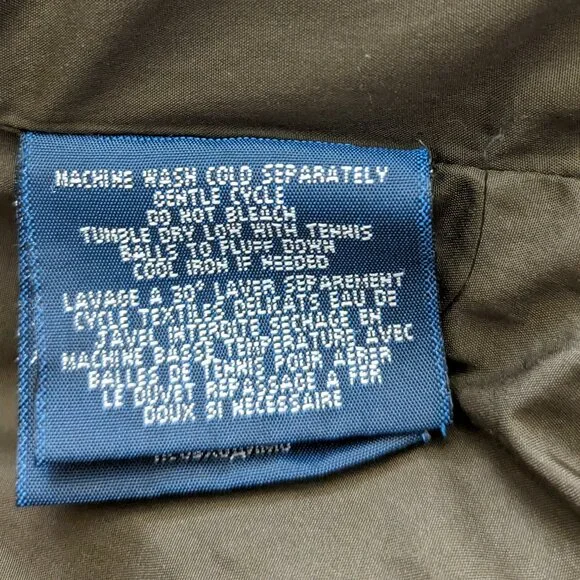 MACHINE WASH COLD SEPARATELY
GENTLE CYCLE
DO NOT BLEACH
TUMBLE DRY LOW WITH TENNIS
BALLS TO FLUFF DOWN
COOL IRON IF NEEDED
LAVAGE A 30° LAVER SEPAREMENT
CYCLE TEXTILES DELICATS EAU DE
JAVEL INTERDITE SECHAGE EN
MACHINE BASSE TEMPERATURE AVEC
BALLES DE TENNIS POUR AERER
LE DUVET REPASSAGE A FER
DOUX SI NECESSAIRE